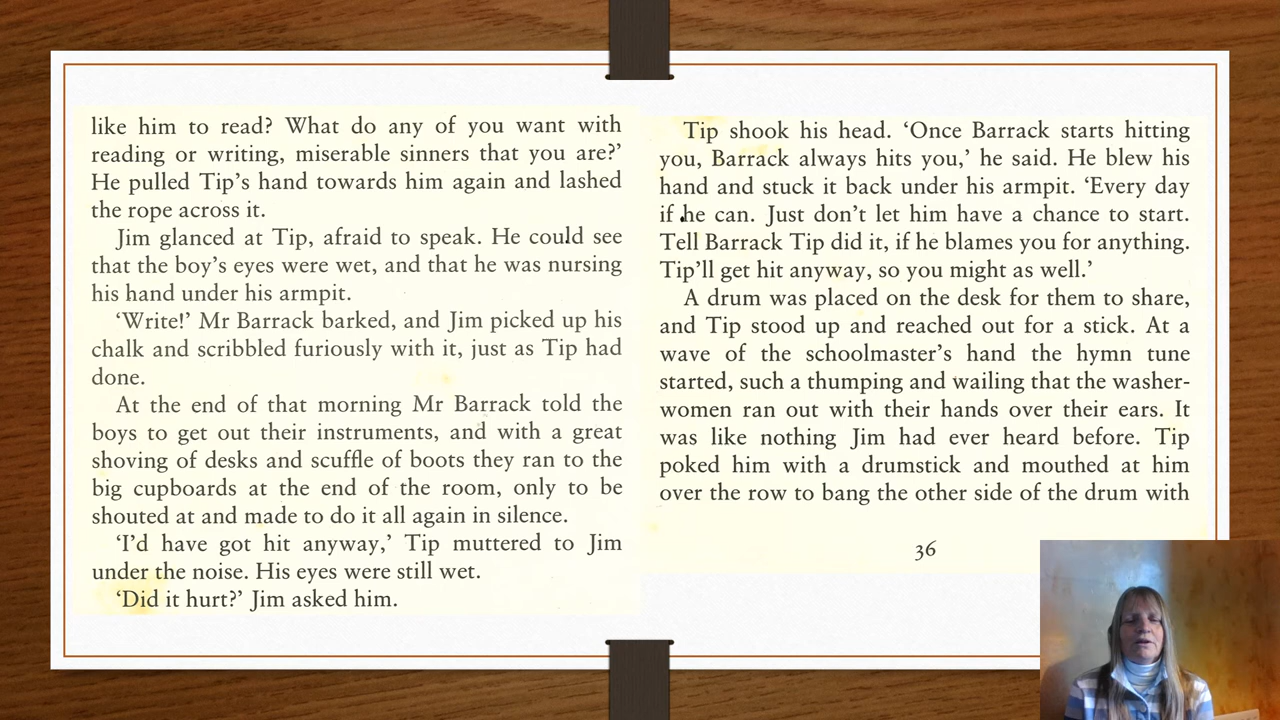 like him to read? What do any of you want with
reading or writing, miserable sinners that you are?’
He pulled Tip’s hand towards him again and lashed
the rope across it.
Jim glanced at Tip, afraid to speak. He could see
that the boy’s eyes were wet, and that he was nursing
his hand under his armpit.
‘Write!’ Mr Barrack barked, and Jim picked up his
chalk and scribbled furiously with it, just as Tip had
done.
At the end of that morning Mr Barrack told the
boys to get out their instruments, and with a great
shoving of desks and scuffle of boots they ran to the
big cupboards at the end of the room, only to be
shouted at and made to do it all again in silence.
‘I’d have got hit anyway,’ Tip muttered to Jim
under the noise. His eyes were still wet.
‘Did it hurt?’ Jim asked him.
Tip shook his head. ‘Once Barrack starts hitting
you, Barrack always hits you,’ he said. He blew his
hand and stuck it back under his armpit. ‘Every day
if he can. Just don’t let him have a chance to start.
Tell Barrack Tip did it, if he blames you for anything.
Tip’ll get hit anyway, so you might as well.’
A drum was placed on the desk for them to share,
and Tip stood up and reached out for a stick. At a
wave of the schoolmaster’s hand the hymn tune
started, such a thumping and wailing that the washer-
women ran out with their hands over their ears. It
was like nothing Jim had ever heard before. Tip
poked him with a drumstick and mouthed at him
over the row to bang the other side of the drum with
36